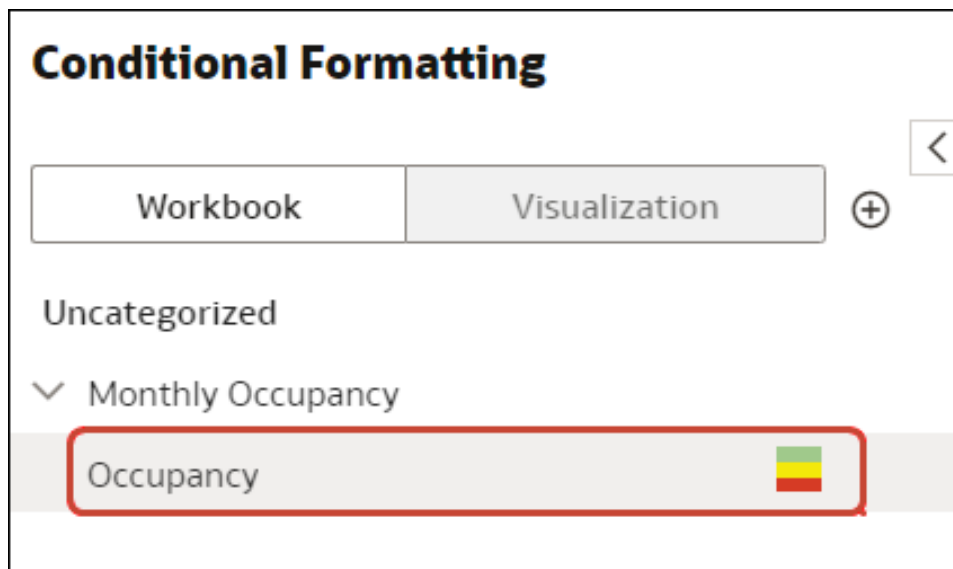 Conditional Formatting
Workbook
Visualization
Uncategorized
Monthly Occupancy
Occupancy